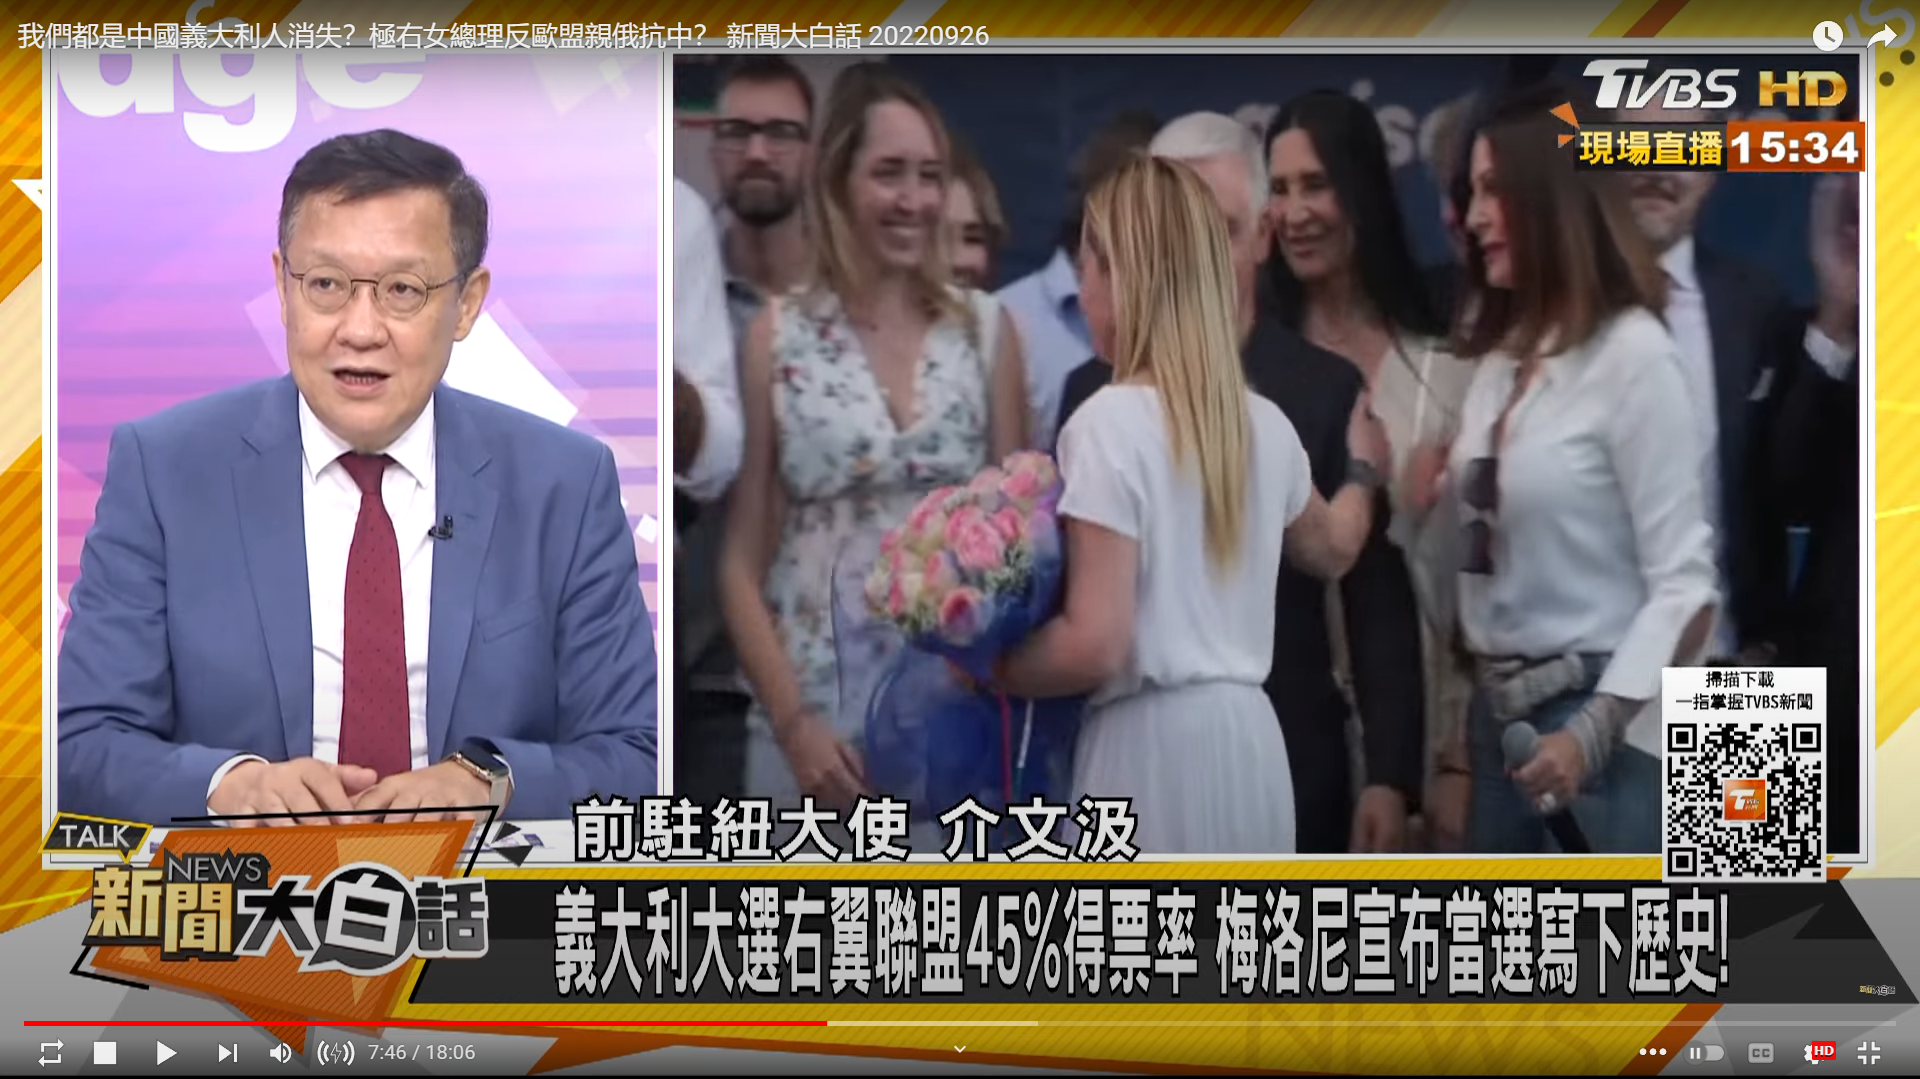 我們都是中國義大利人消失？極右女總理反歐盟親俄抗中？ 新聞大白話 20220926
age
TVBS HD
現場直播 15:34
掃描下載
一指掌握TVBS新聞
前駐紐大使 介文汲
TALK
NEWS
新聞大白話
義大利大選右翼聯盟45%得票率 梅洛尼宣布當選寫下歷史!
7:46 / 18:06
CC
HD